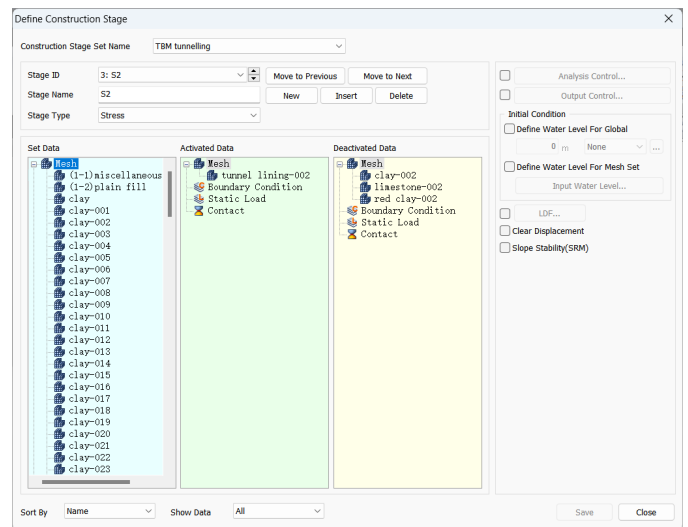 Define Construction Stage
Construction Stage Set Name TBM tunnelling
Stage ID 3: S2 Move to Previous Move to Next
Stage Name S2 New Insert Delete
Stage Type Stress
Set Data
Mesh
(1-1)miscellaneous
(1-2)plain fill
clay
clay-001
clay-002
clay-003
clay-004
clay-005
clay-006
clay-007
clay-008
clay-009
clay-010
clay-011
clay-012
clay-013
clay-014
clay-015
clay-016
clay-017
clay-018
clay-019
clay-020
clay-021
clay-022
clay-023
Activated Data
Mesh
tunnel lining-002
Boundary Condition
Static Load
Contact
Deactivated Data
Mesh
clay-002
limestone-002
red clay-002
Boundary Condition
Static Load
Contact
Analysis Control...
Output Control...
Initial Condition
Define Water Level For Global
0 m None ...
Define Water Level For Mesh Set
Input Water Level...
LDF...
Clear Displacement
Slope Stability(SRM)
Sort By Name Show Data All Save Close